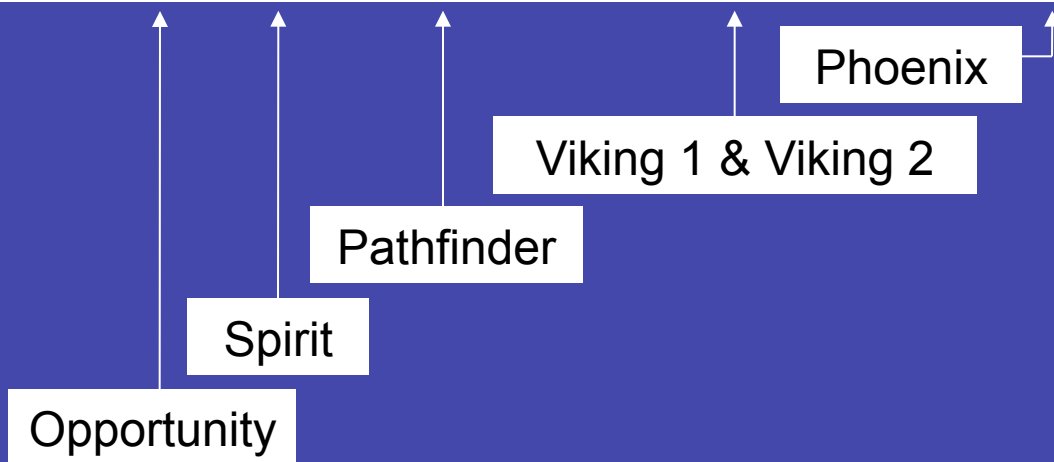 Phoenix
Viking 1 & Viking 2
Pathfinder
Spirit
Opportunity